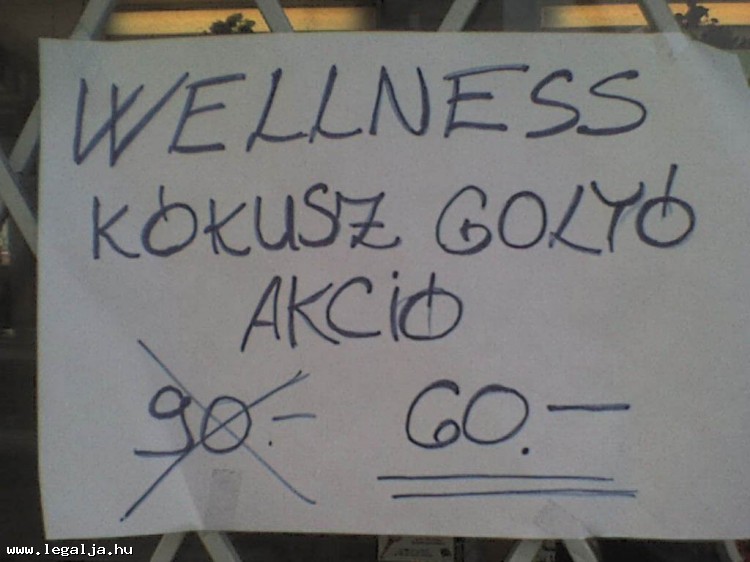 WELLNESS
KÓKUSZ GOLYÓ
AKCIÓ
90.- 60.-
www.legalja.hu